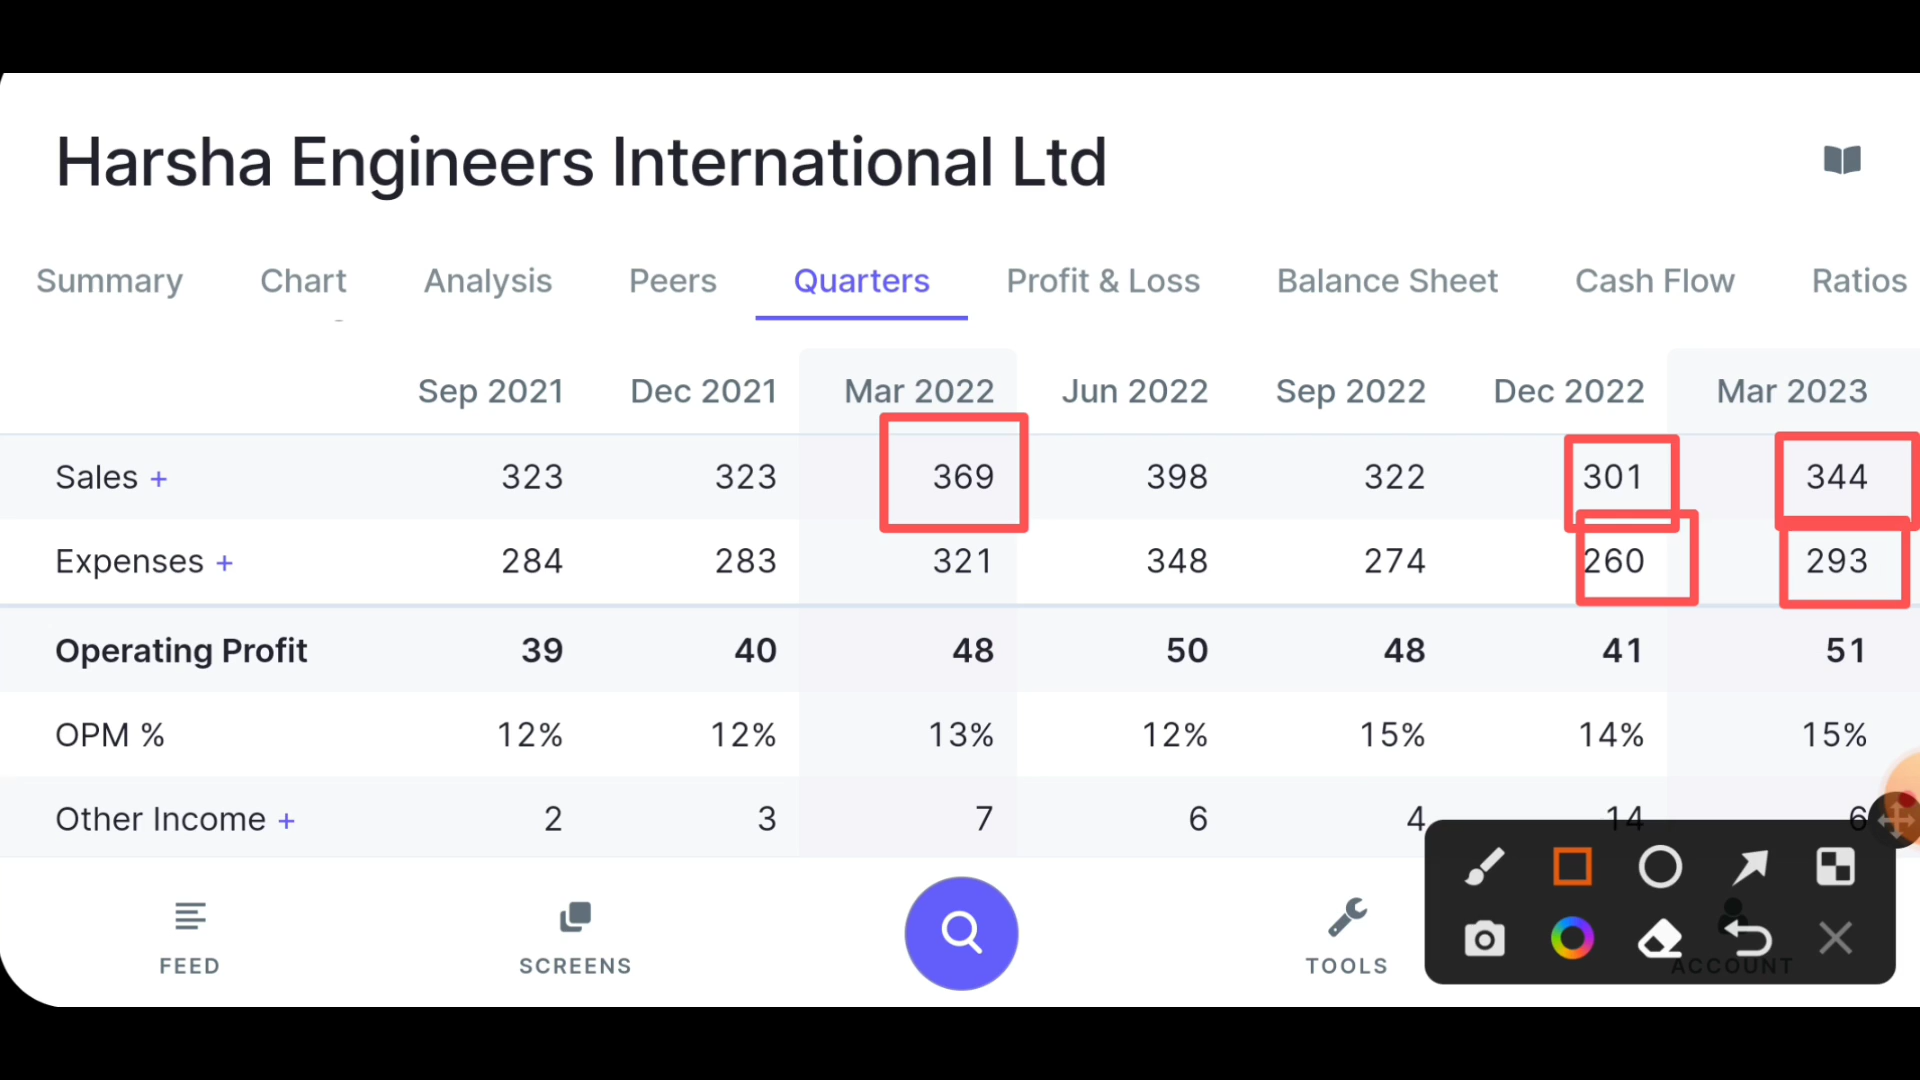 Harsha Engineers International Ltd
Summary Chart Analysis Peers Quarters Profit & Loss Balance Sheet Cash Flow Ratios
Sep 2021 Dec 2021 Mar 2022 Jun 2022 Sep 2022 Dec 2022 Mar 2023
Sales + 323 323 369 398 322 301 344
Expenses + 284 283 321 348 274 260 293
Operating Profit 39 40 48 50 48 41 51
OPM % 12% 12% 13% 12% 15% 14% 15%
Other Income + 2 3 7 6 4 14 6
FEED SCREENS TOOLS ACCOUNT